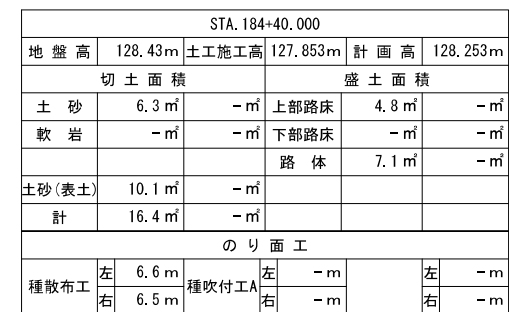 STA. 184+40.000
地盤高 128.43m 土工施工高 127.853m 計画高 128.253m
切土面積 盛土面積
土砂 6.3㎡ －㎡ 上部路床 4.8㎡ －㎡
軟岩 －㎡ －㎡ 下部路床 －㎡ －㎡
路体 7.1㎡ －㎡
土砂(表土) 10.1㎡ －㎡
計 16.4㎡ －㎡
のり面工
種散布工 左 6.6m 種吹付工A 左 －m 左 －m
右 6.5m 右 －m 右 －m